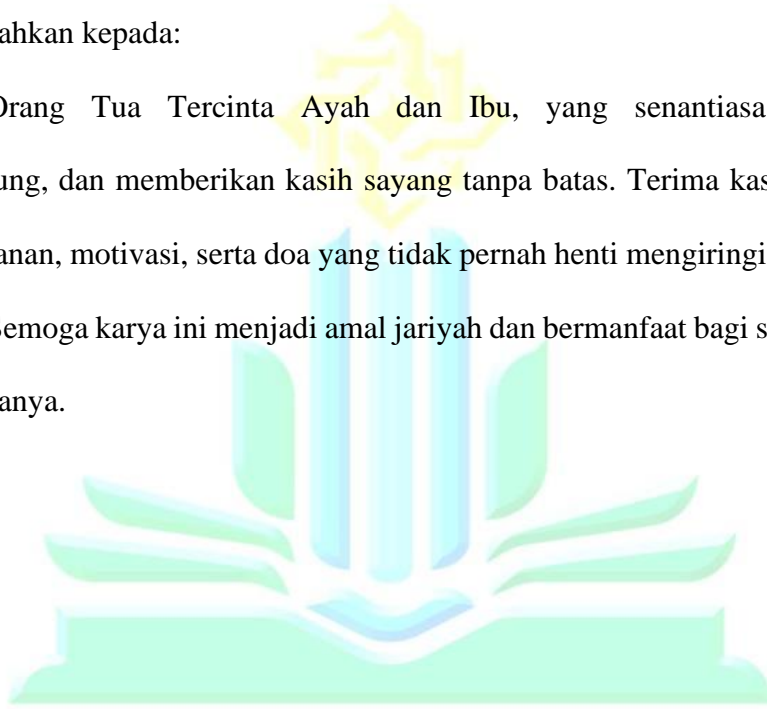 ahkan kepada:
Orang Tua Tercinta Ayah dan Ibu, yang senantiasa
ung, dan memberikan kasih sayang tanpa batas. Terima kas
anan, motivasi, serta doa yang tidak pernah henti mengiringi
Semoga karya ini menjadi amal jariyah dan bermanfaat bagi s
anya.